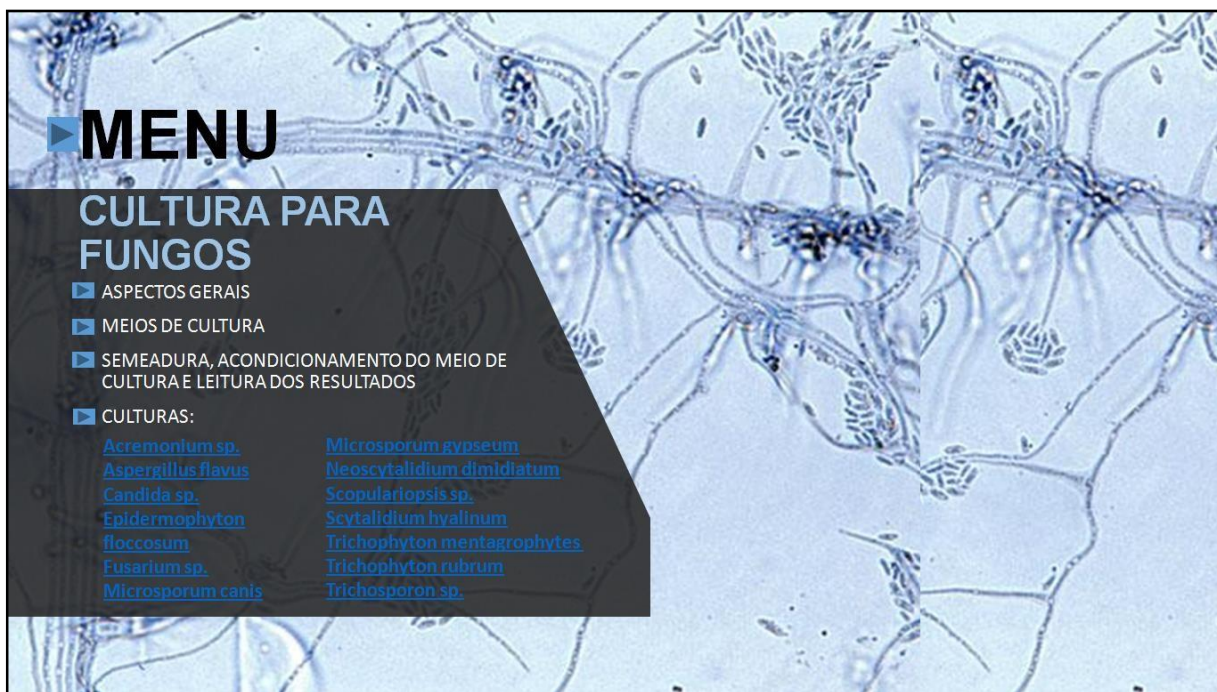 MENU
CULTURA PARA
FUNGOS
ASPECTOS GERAIS
MEIOS DE CULTURA
SEMEADURA, ACONDICIONAMENTO DO MEIO DE
CULTURA E LEITURA DOS RESULTADOS
CULTURAS:
Acremonium sp.
Aspergillus flavus
Candida sp.
Epidermophyton
floccosum
Fusarium sp.
Microsporum canis
Microsporum gypseum
Neoscytalidium dimidiatum
Scopulariopsis sp.
Scytalidium hyalinum
Trichophyton mentagrophytes
Trichophyton rubrum
Trichosporon sp.